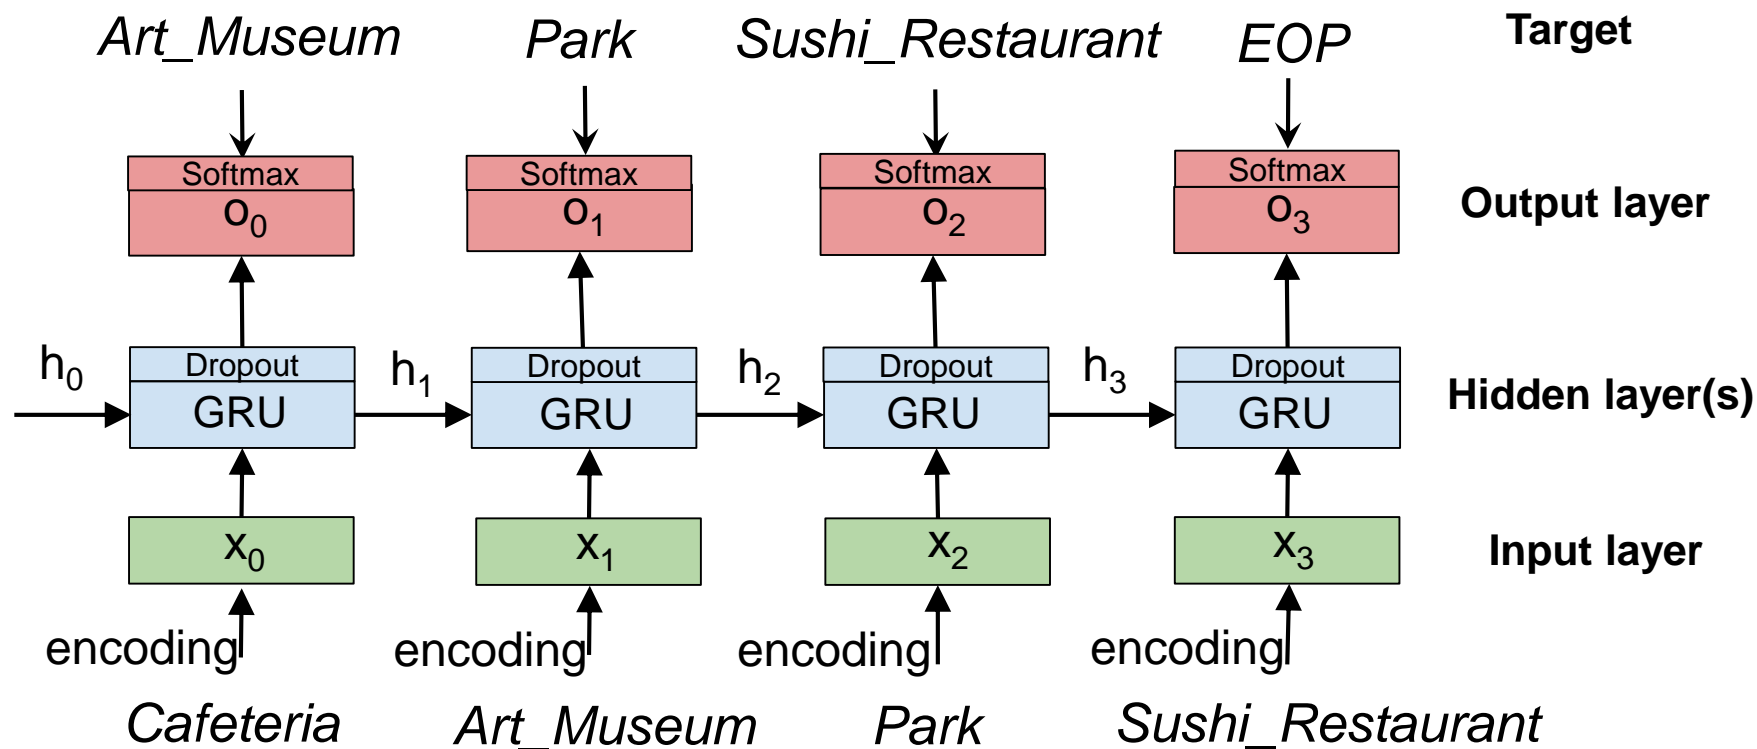 Art_Museum Park Sushi_Restaurant EOP Target
Softmax Softmax Softmax Softmax
o0 o1 o2 o3 Output layer
h0 Dropout h1 Dropout h2 Dropout h3 Dropout
GRU GRU GRU GRU Hidden layer(s)
x0 x1 x2 x3 Input layer
encoding encoding encoding encoding
Cafeteria Art_Museum Park Sushi_Restaurant